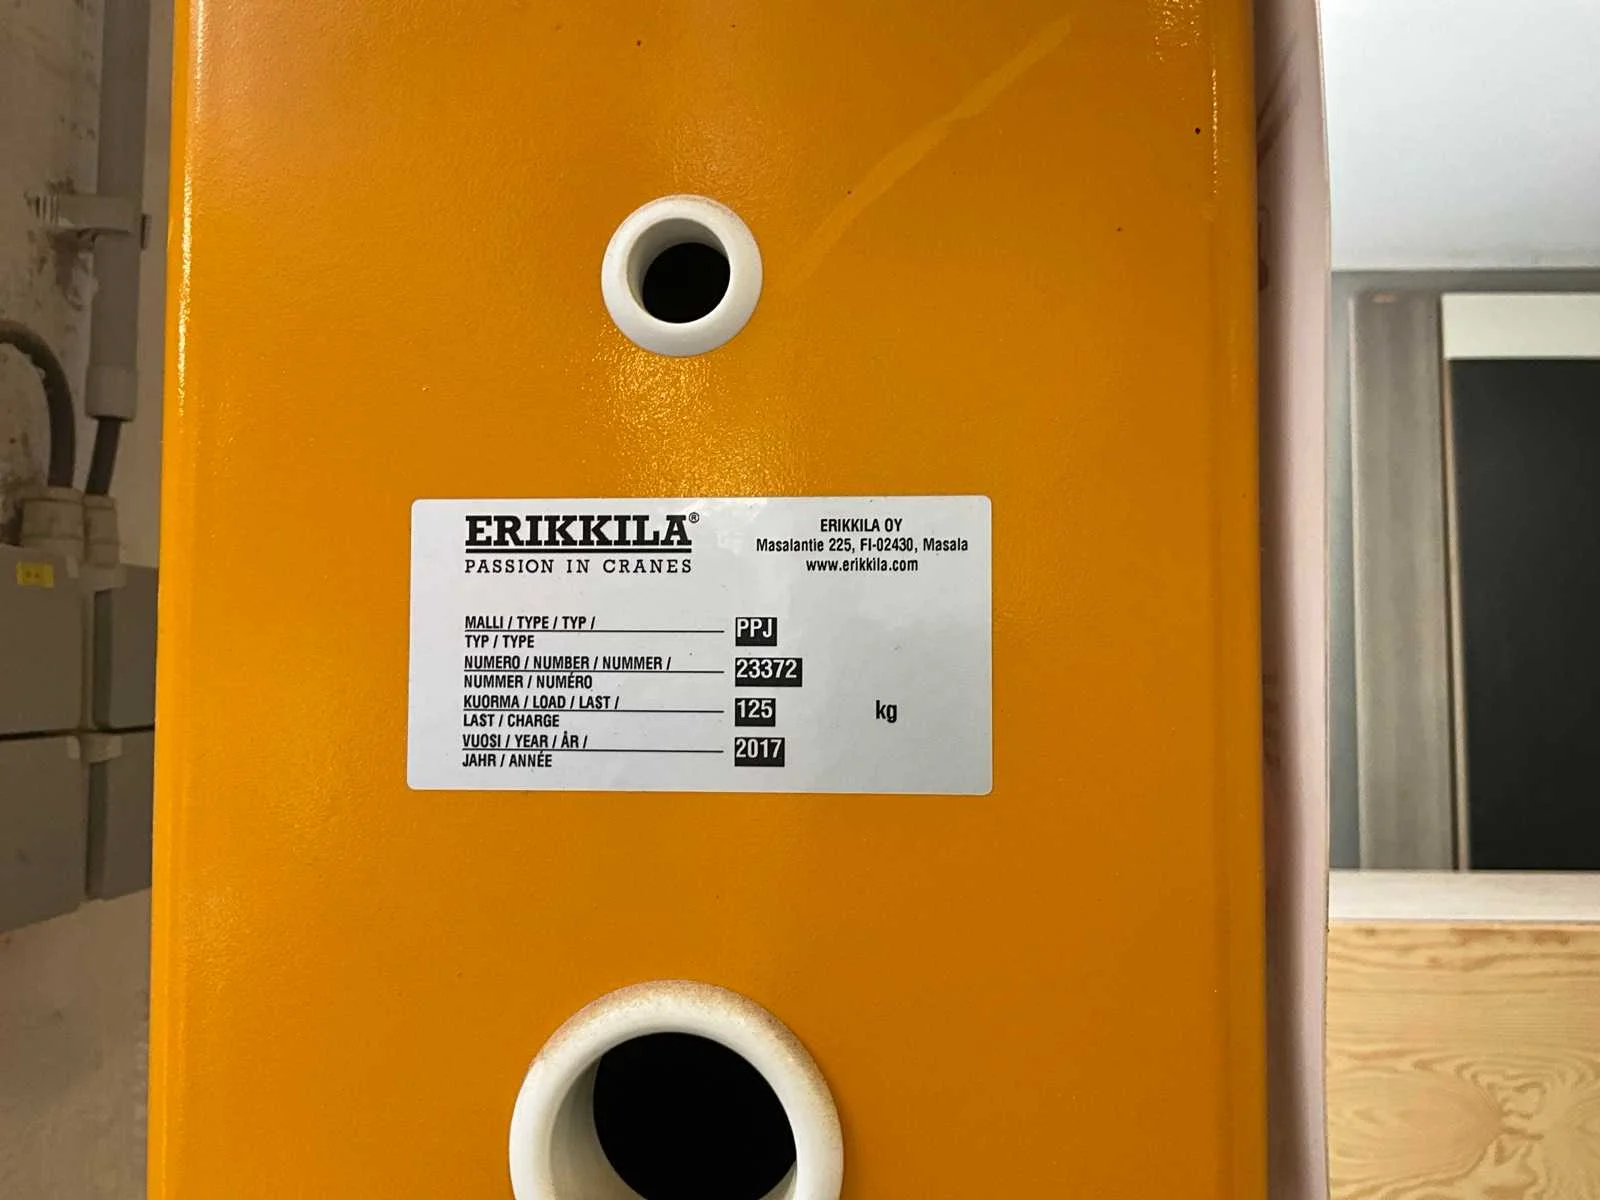 ERIKKILA®
PASSION IN CRANES
ERIKKILA OY
Masalantie 225, FI-02430, Masala
www.erikkila.com
MALLI / TYPE / TYP /
TYP / TYPE
PPJ
NUMERO / NUMBER / NUMMER /
NUMMER / NUMÉRO
23372
KUORMA / LOAD / LAST /
LAST / CHARGE
125 kg
VUOSI / YEAR / ÅR /
JAHR / ANNÉE
2017